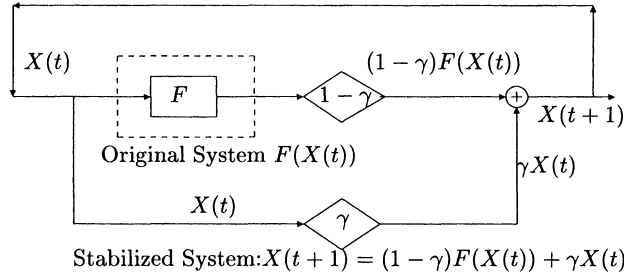 X(t)
(1−γ)F(X(t))
F
1−γ
+
X(t+1)
Original System F(X(t))
γX(t)
X(t)
γ
Stabilized System:X(t+1) = (1−γ)F(X(t)) + γX(t)